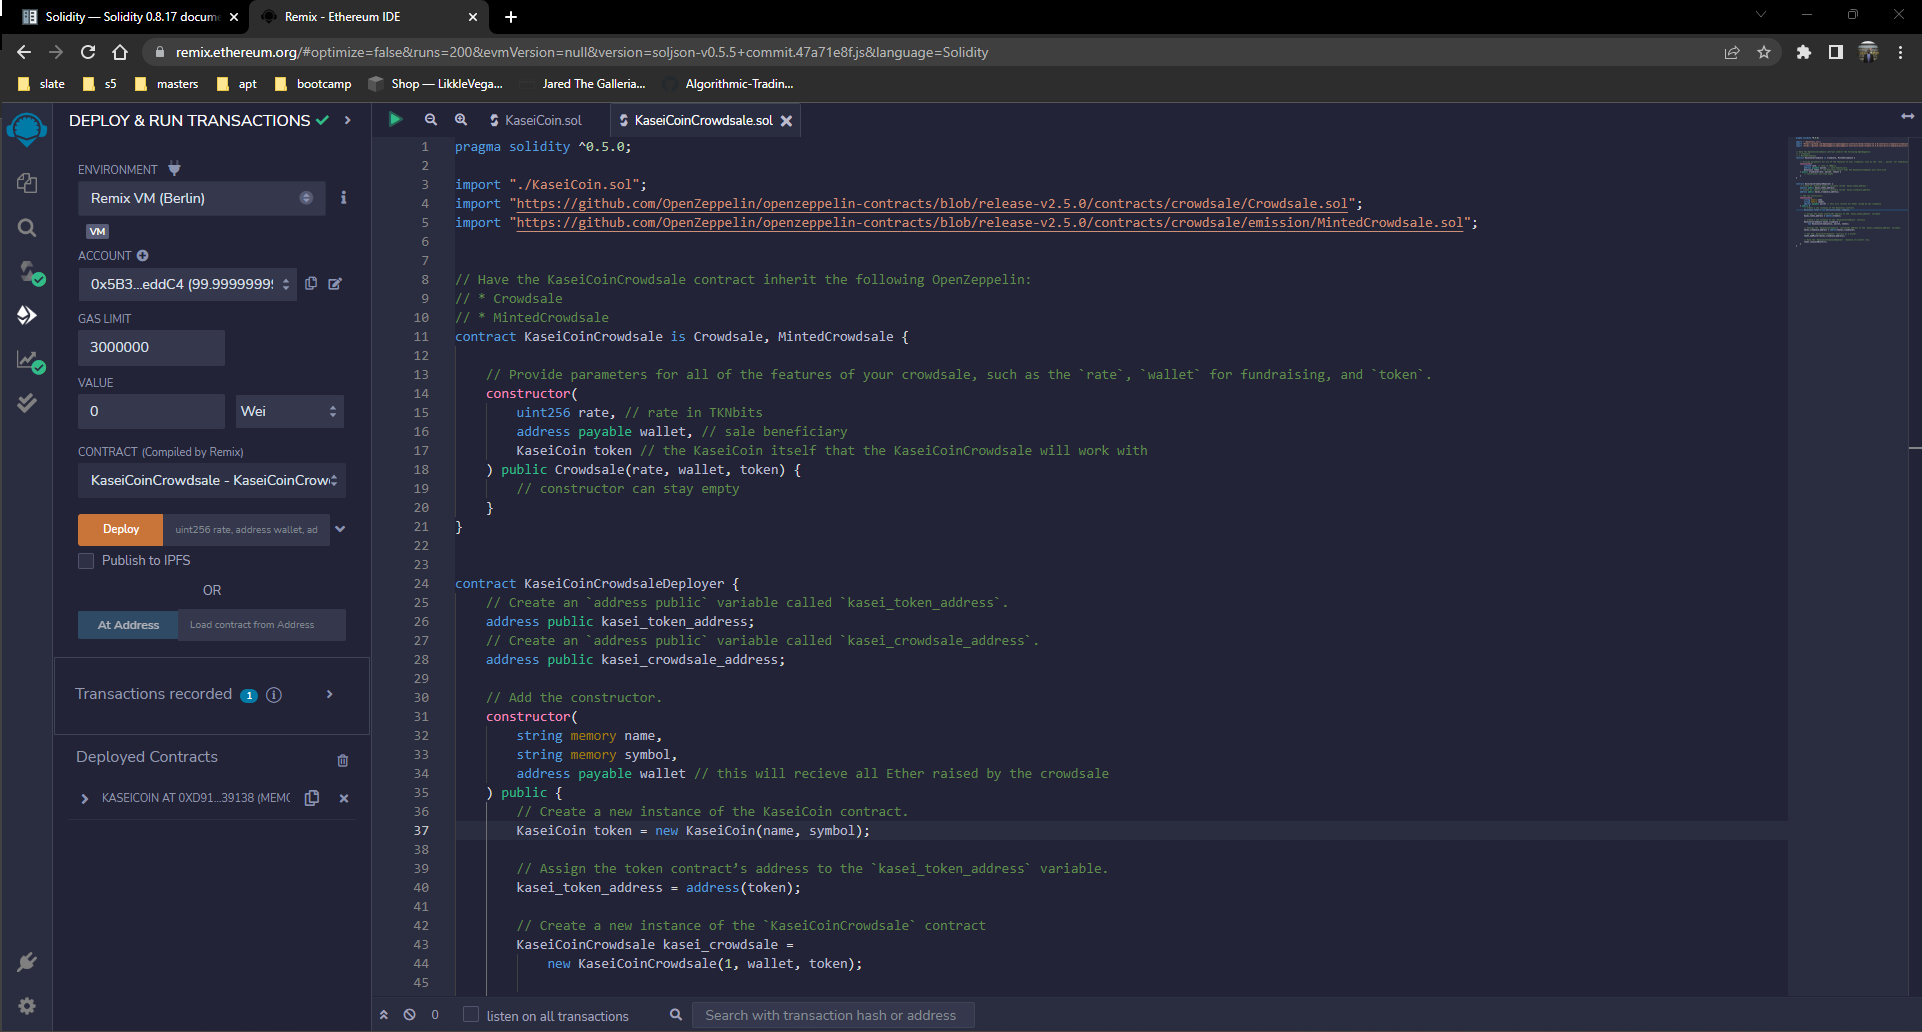 Solidity — Solidity 0.8.17 docume
Remix - Ethereum IDE
remix.ethereum.org/#optimize=false&runs=200&evmVersion=null&version=soljson-v0.5.5+commit.47a71e8f.js&language=Solidity
slate
s5
masters
apt
bootcamp
Shop — LikkleVega...
Jared The Galleria...
Algorithmic-Tradin...
DEPLOY & RUN TRANSACTIONS
ENVIRONMENT
Remix VM (Berlin)
VM
ACCOUNT
0x5B3...eddC4 (99.9999999
GAS LIMIT
3000000
VALUE
0
Wei
CONTRACT (Compiled by Remix)
KaseiCoinCrowdsale - KaseiCoinCrow
Deploy
uint256 rate, address wallet, ad
Publish to IPFS
OR
At Address
Load contract from Address
Transactions recorded 1 i
Deployed Contracts
KASEICOIN AT 0XD91...39138 (MEMO
KaseiCoin.sol
KaseiCoinCrowdsale.sol
1 pragma solidity ^0.5.0;
2
3 import "./KaseiCoin.sol";
4 import "https://github.com/OpenZeppelin/openzeppelin-contracts/blob/release-v2.5.0/contracts/crowdsale/Crowdsale.sol";
5 import "https://github.com/OpenZeppelin/openzeppelin-contracts/blob/release-v2.5.0/contracts/crowdsale/emission/MintedCrowdsale.sol";
6
7
8 // Have the KaseiCoinCrowdsale contract inherit the following OpenZeppelin:
9 // * Crowdsale
10 // * MintedCrowdsale
11 contract KaseiCoinCrowdsale is Crowdsale, MintedCrowdsale {
12
13 // Provide parameters for all of the features of your crowdsale, such as the `rate`, `wallet` for fundraising, and `token`.
14 constructor(
15 uint256 rate, // rate in TKNbits
16 address payable wallet, // sale beneficiary
17 KaseiCoin token // the KaseiCoin itself that the KaseiCoinCrowdsale will work with
18 ) public Crowdsale(rate, wallet, token) {
19 // constructor can stay empty
20 }
21 }
22
23
24 contract KaseiCoinCrowdsaleDeployer {
25 // Create an `address public` variable called `kasei_token_address`.
26 address public kasei_token_address;
27 // Create an `address public` variable called `kasei_crowdsale_address`.
28 address public kasei_crowdsale_address;
29
30 // Add the constructor.
31 constructor(
32 string memory name,
33 string memory symbol,
34 address payable wallet // this will recieve all Ether raised by the crowdsale
35 ) public {
36 // Create a new instance of the KaseiCoin contract.
37 KaseiCoin token = new KaseiCoin(name, symbol);
38
39 // Assign the token contract’s address to the `kasei_token_address` variable.
40 kasei_token_address = address(token);
41
42 // Create a new instance of the `KaseiCoinCrowdsale` contract
43 KaseiCoinCrowdsale kasei_crowdsale =
44 new KaseiCoinCrowdsale(1, wallet, token);
45
0
listen on all transactions
Search with transaction hash or address